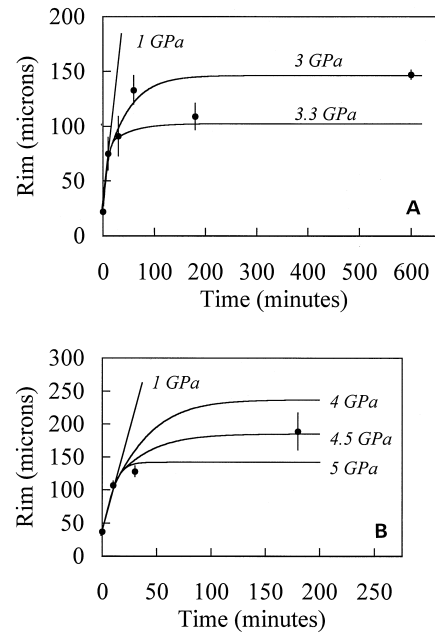 200
1 GPa
150
3 GPa
100
3.3 GPa
50
A
0
0 100 200 300 400 500 600
Time (minutes)
Rim (microns)
300
1 GPa
250
4 GPa
200
4.5 GPa
150
5 GPa
100
50
B
0
0 50 100 150 200 250
Time (minutes)
Rim (microns)